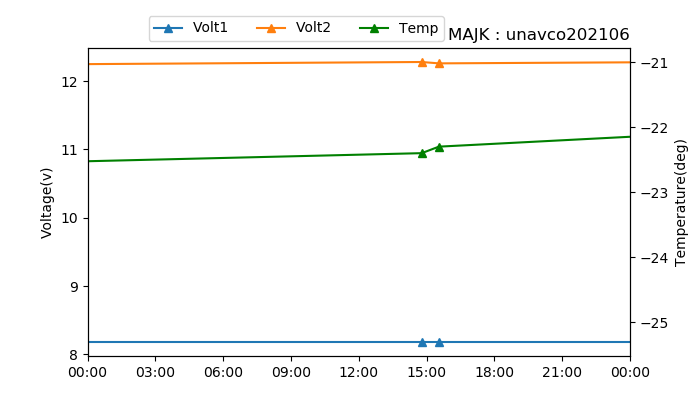 Volt1 Volt2 Temp
MAJK : unavco202106
12
11
10
9
8
Voltage(v)
−21
−22
−23
−24
−25
Temperature(deg)
00:00 03:00 06:00 09:00 12:00 15:00 18:00 21:00 00:00